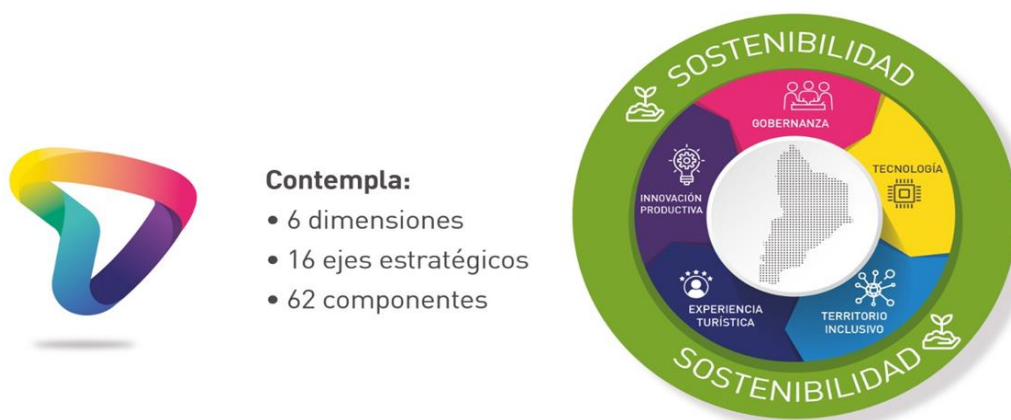 Contempla:
• 6 dimensiones
• 16 ejes estratégicos
• 62 componentes
SOSTENIBILIDAD
GOBERNANZA
TECNOLOGÍA
INNOVACIÓN
PRODUCTIVA
EXPERIENCIA
TURÍSTICA
TERRITORIO
INCLUSIVO
SOSTENIBILIDAD